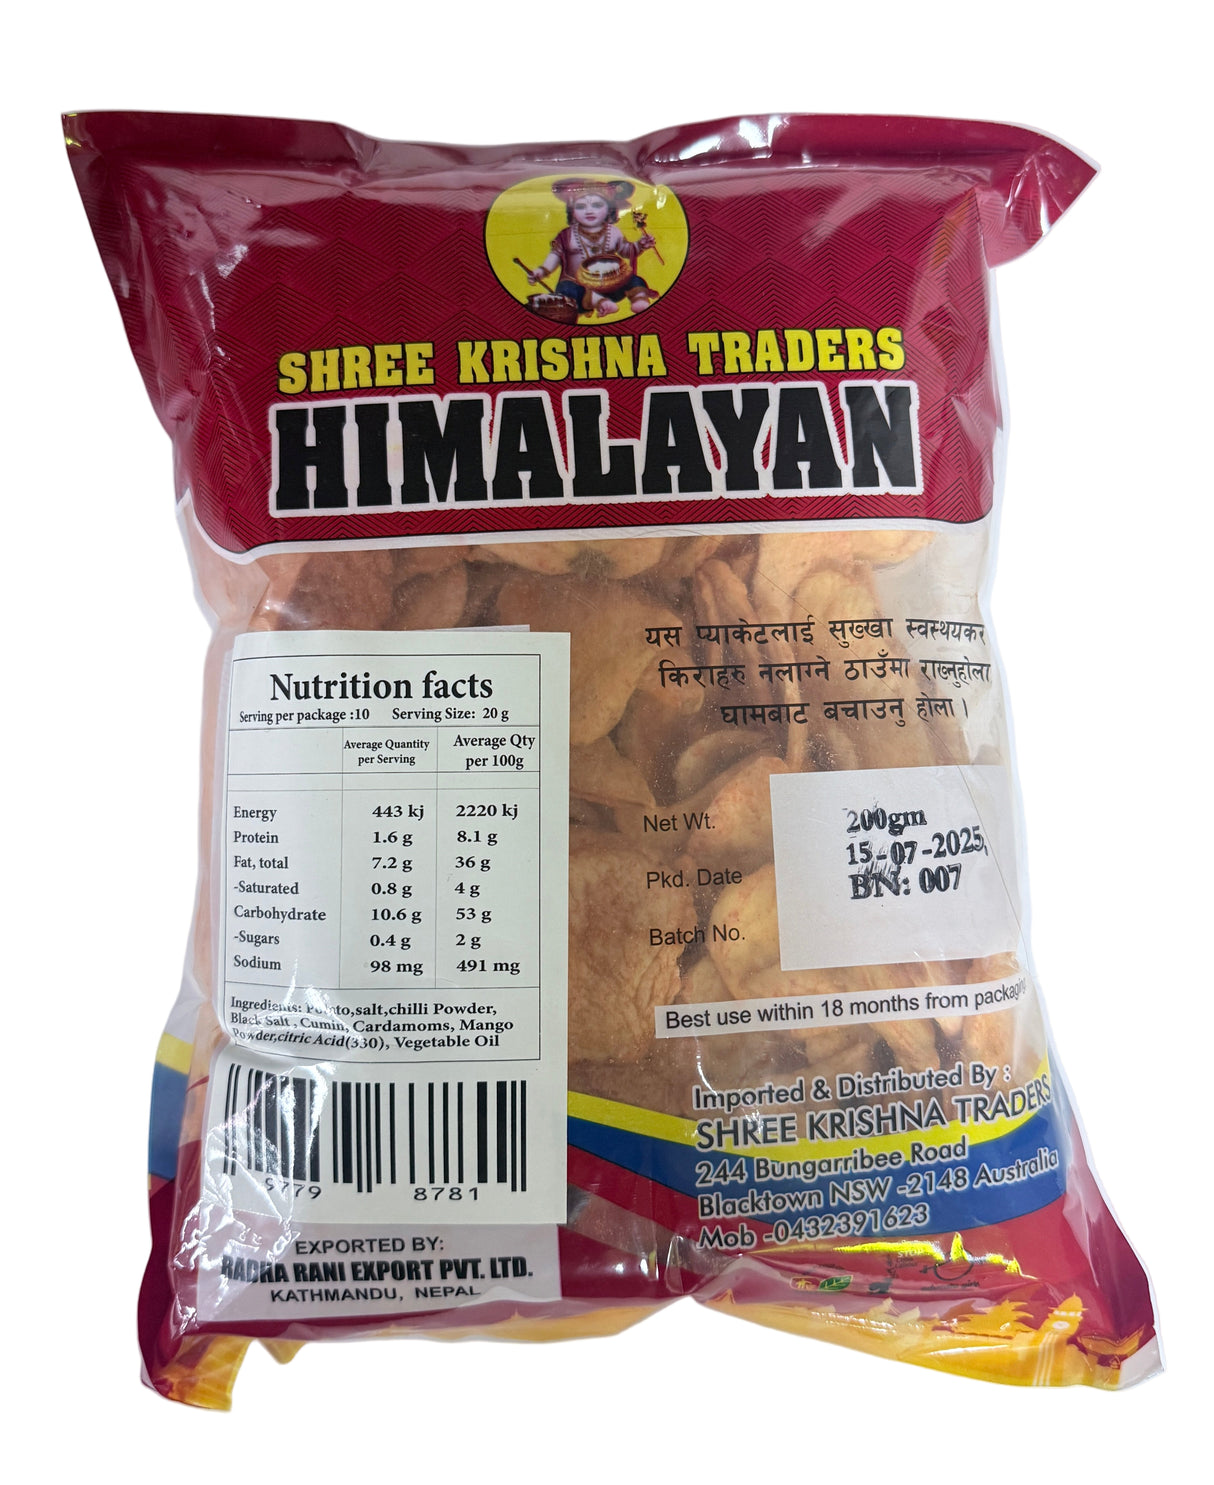 SHREE KRISHNA TRADERS
HIMALAYAN
यस प्याकेटलाई सुख्खा स्वस्थयकर
किराहरु नलाग्ने ठाउँमा राख्नुहोला
घामबाट बचाउनु होला।
Nutrition facts
Serving per package :10 Serving Size: 20 g
Average Quantity per Serving Average Qty per 100g
Energy 443 kj 2220 kj
Protein 1.6 g 8.1 g
Fat, total 7.2 g 36 g
-Saturated 0.8 g 4 g
Carbohydrate 10.6 g 53 g
-Sugars 0.4 g 2 g
Sodium 98 mg 491 mg
Ingredients: Potato,salt,chilli Powder,
Black Salt , Cumin, Cardamoms, Mango
Powder,citric Acid(330), Vegetable Oil
9779 8781
EXPORTED BY:
RADHA RANI EXPORT PVT. LTD.
KATHMANDU, NEPAL
Net Wt. 200gm
Pkd. Date 15-07-2025,
Batch No. BN: 007
Best use within 18 months from packaging
Imported & Distributed By :
SHREE KRISHNA TRADERS
244 Bungarribee Road
Blacktown NSW -2148 Australia
Mob -0432391623